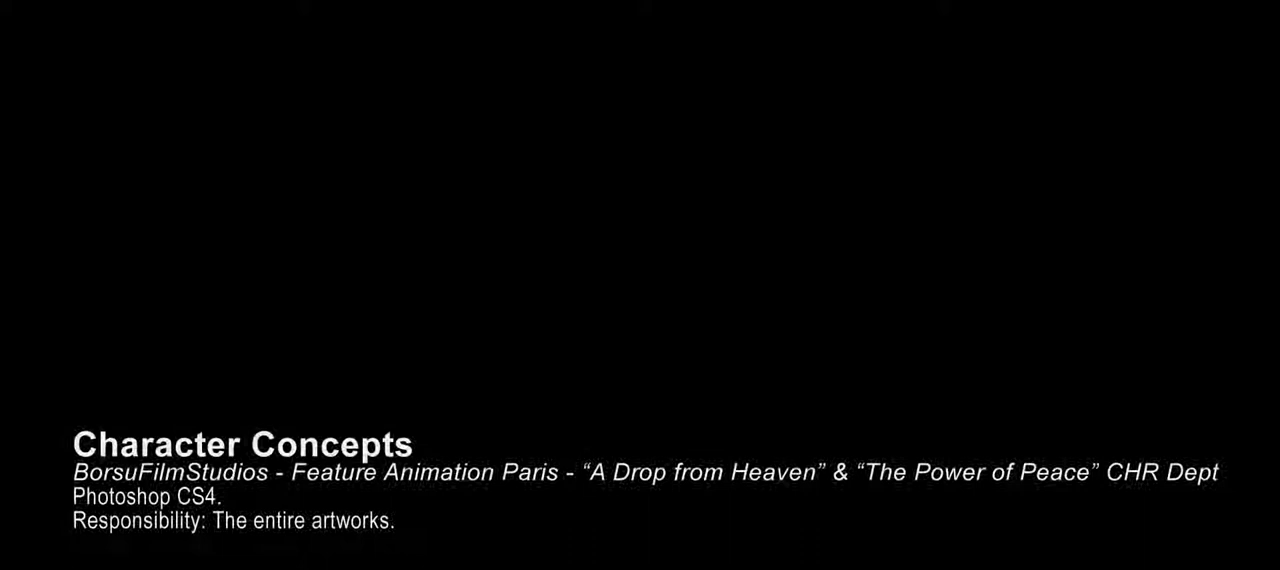 Character Concepts
BorsuFilmStudios - Feature Animation Paris - “A Drop from Heaven” & “The Power of Peace” CHR Dept
Photoshop CS4.
Responsibility: The entire artworks.